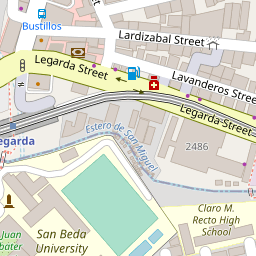 Bustillos
Lardizabal Street
Legarda Street
Lavanderos Stree
Legarda Street
Estero de San Miguel
egarda
2486
Claro M.
Recto High
School
San Beda
University
Juan
bater